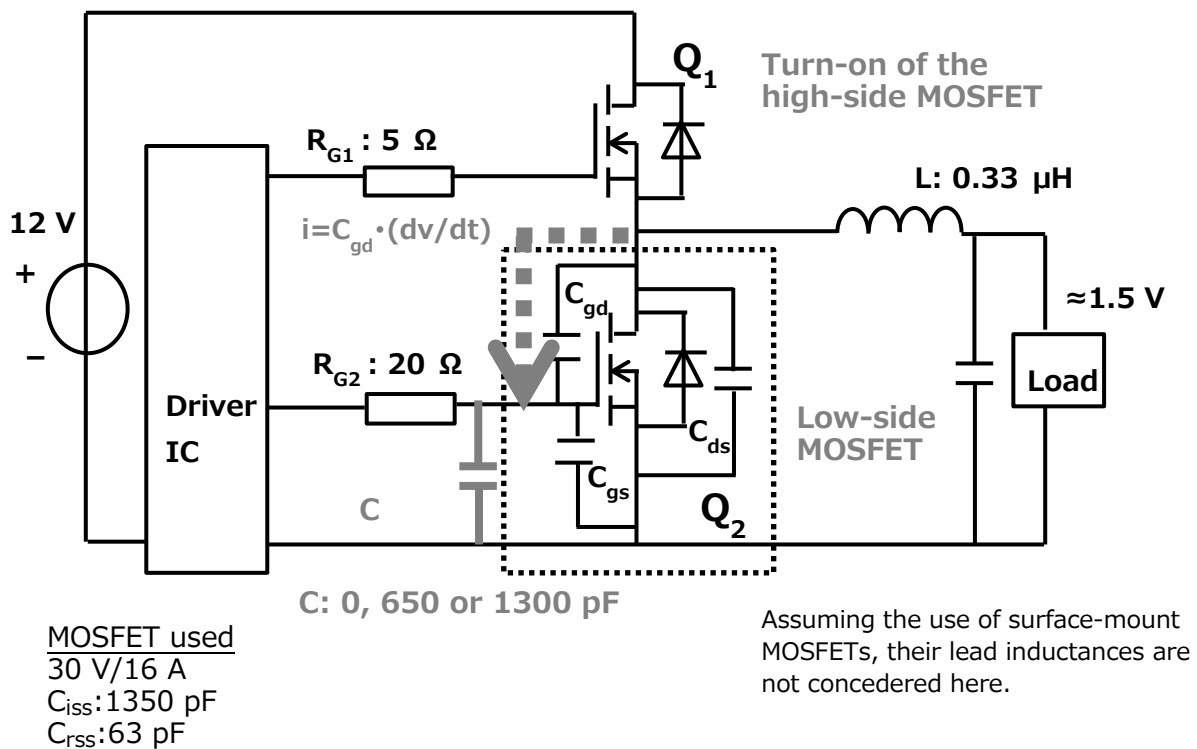 Q1
Turn-on of the
high-side MOSFET
RG1 : 5 Ω
L: 0.33 μH
12 V
i=Cgd·(dv/dt)
+
−
Cgd
≈1.5 V
RG2 : 20 Ω
Load
Driver
IC
Low-side
MOSFET
Cds
Cgs
C
Q2
C: 0, 650 or 1300 pF
Assuming the use of surface-mount
MOSFETs, their lead inductances are
not concedered here.
MOSFET used
30 V/16 A
Ciss:1350 pF
Crss:63 pF